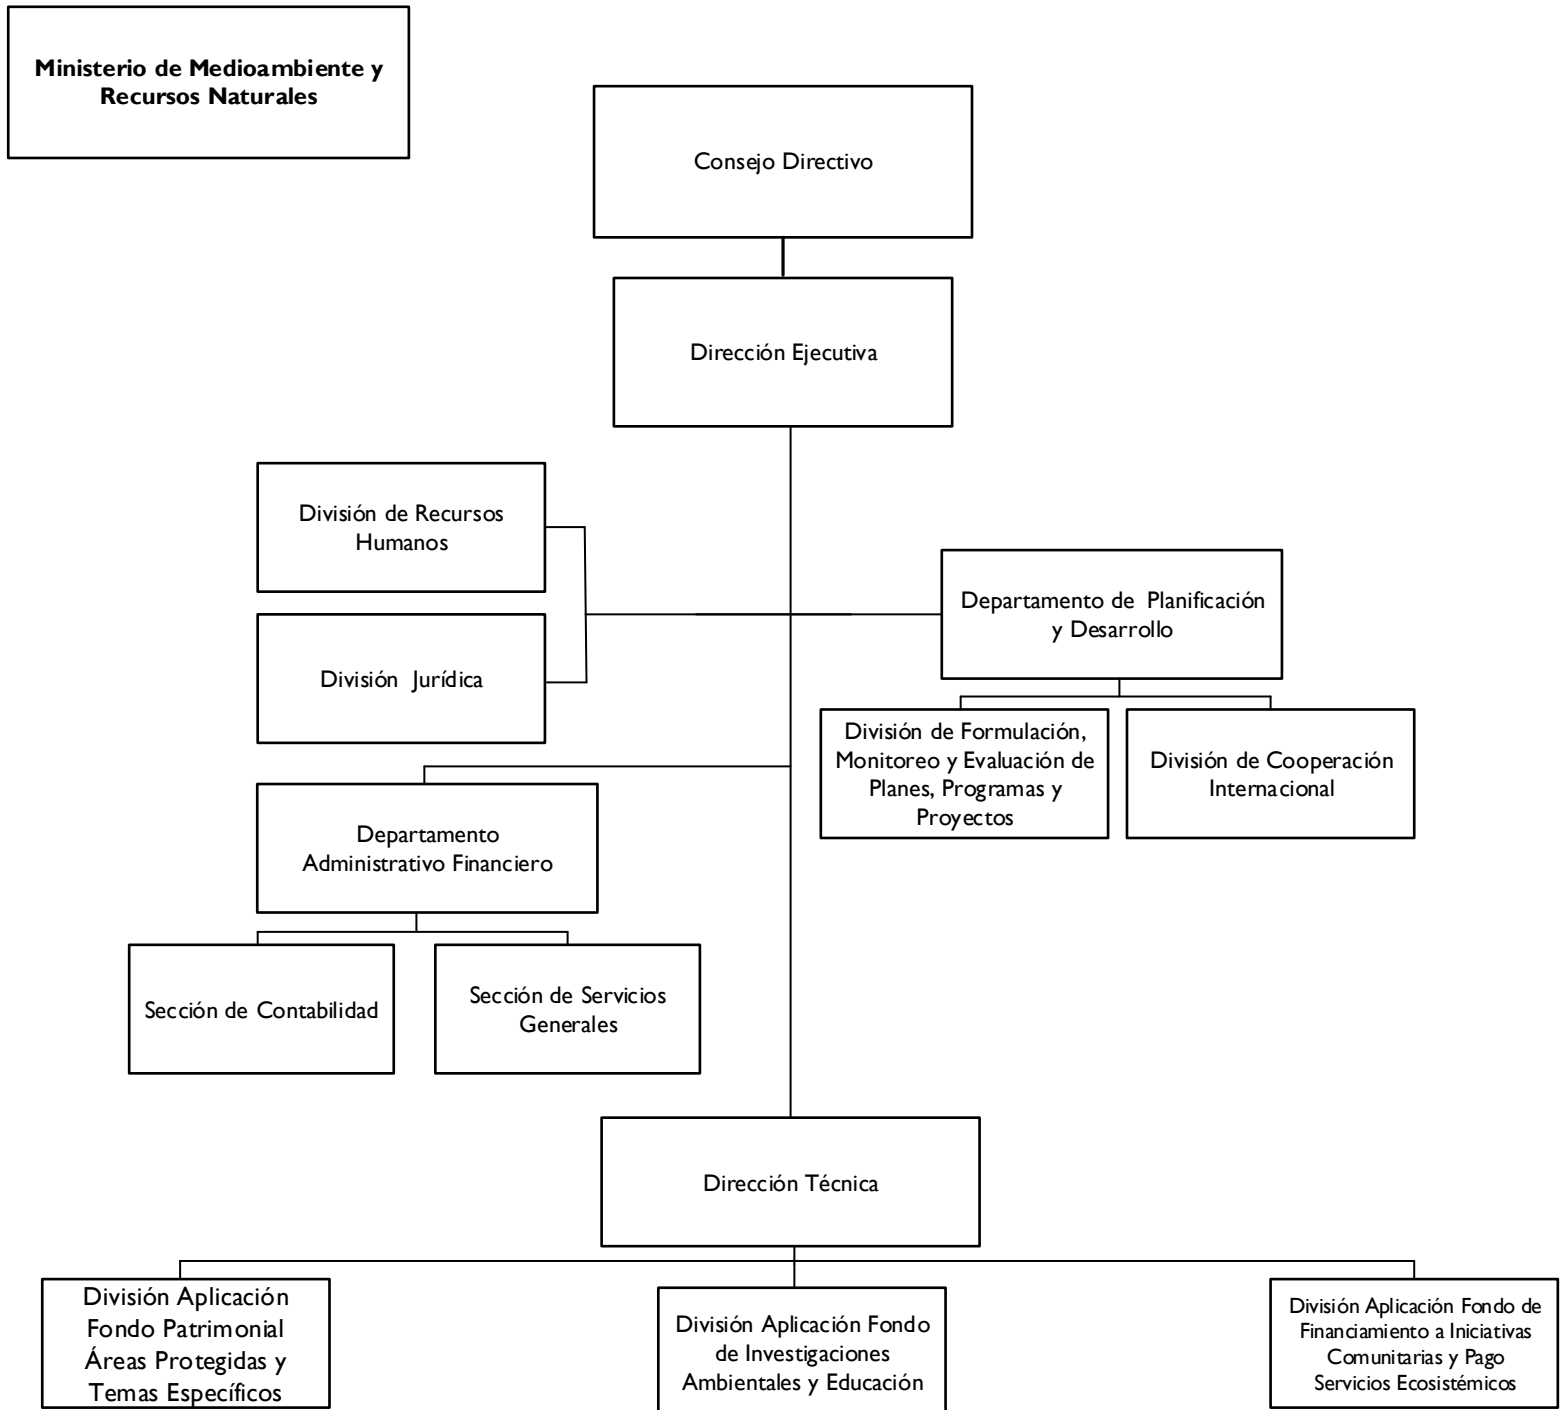 Ministerio de Medioambiente y
Recursos Naturales
Consejo Directivo
Dirección Ejecutiva
División de Recursos
Humanos
División Jurídica
Departamento de Planificación
y Desarrollo
División de Formulación,
Monitoreo y Evaluación de
Planes, Programas y
Proyectos
División de Cooperación
Internacional
Departamento
Administrativo Financiero
Sección de Contabilidad
Sección de Servicios
Generales
Dirección Técnica
División Aplicación
Fondo Patrimonial
Áreas Protegidas y
Temas Específicos
División Aplicación Fondo
de Investigaciones
Ambientales y Educación
División Aplicación Fondo de
Financiamiento a Iniciativas
Comunitarias y Pago
Servicios Ecosistémicos